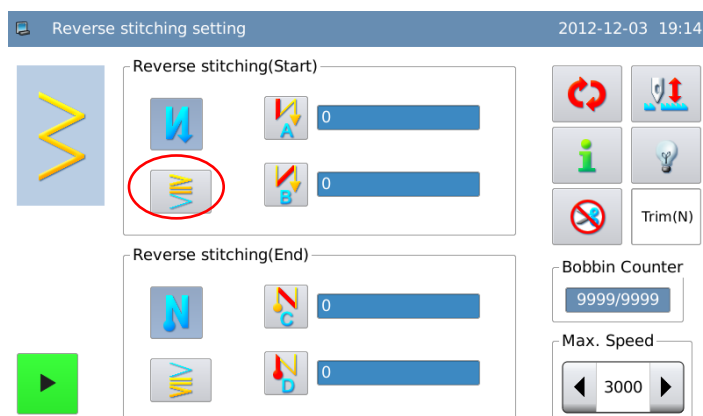 Reverse stitching setting
2012-12-03 19:14
Reverse stitching(Start)
A
0
B
0
Trim(N)
Reverse stitching(End)
C
0
D
0
Bobbin Counter
9999/9999
Max. Speed
3000